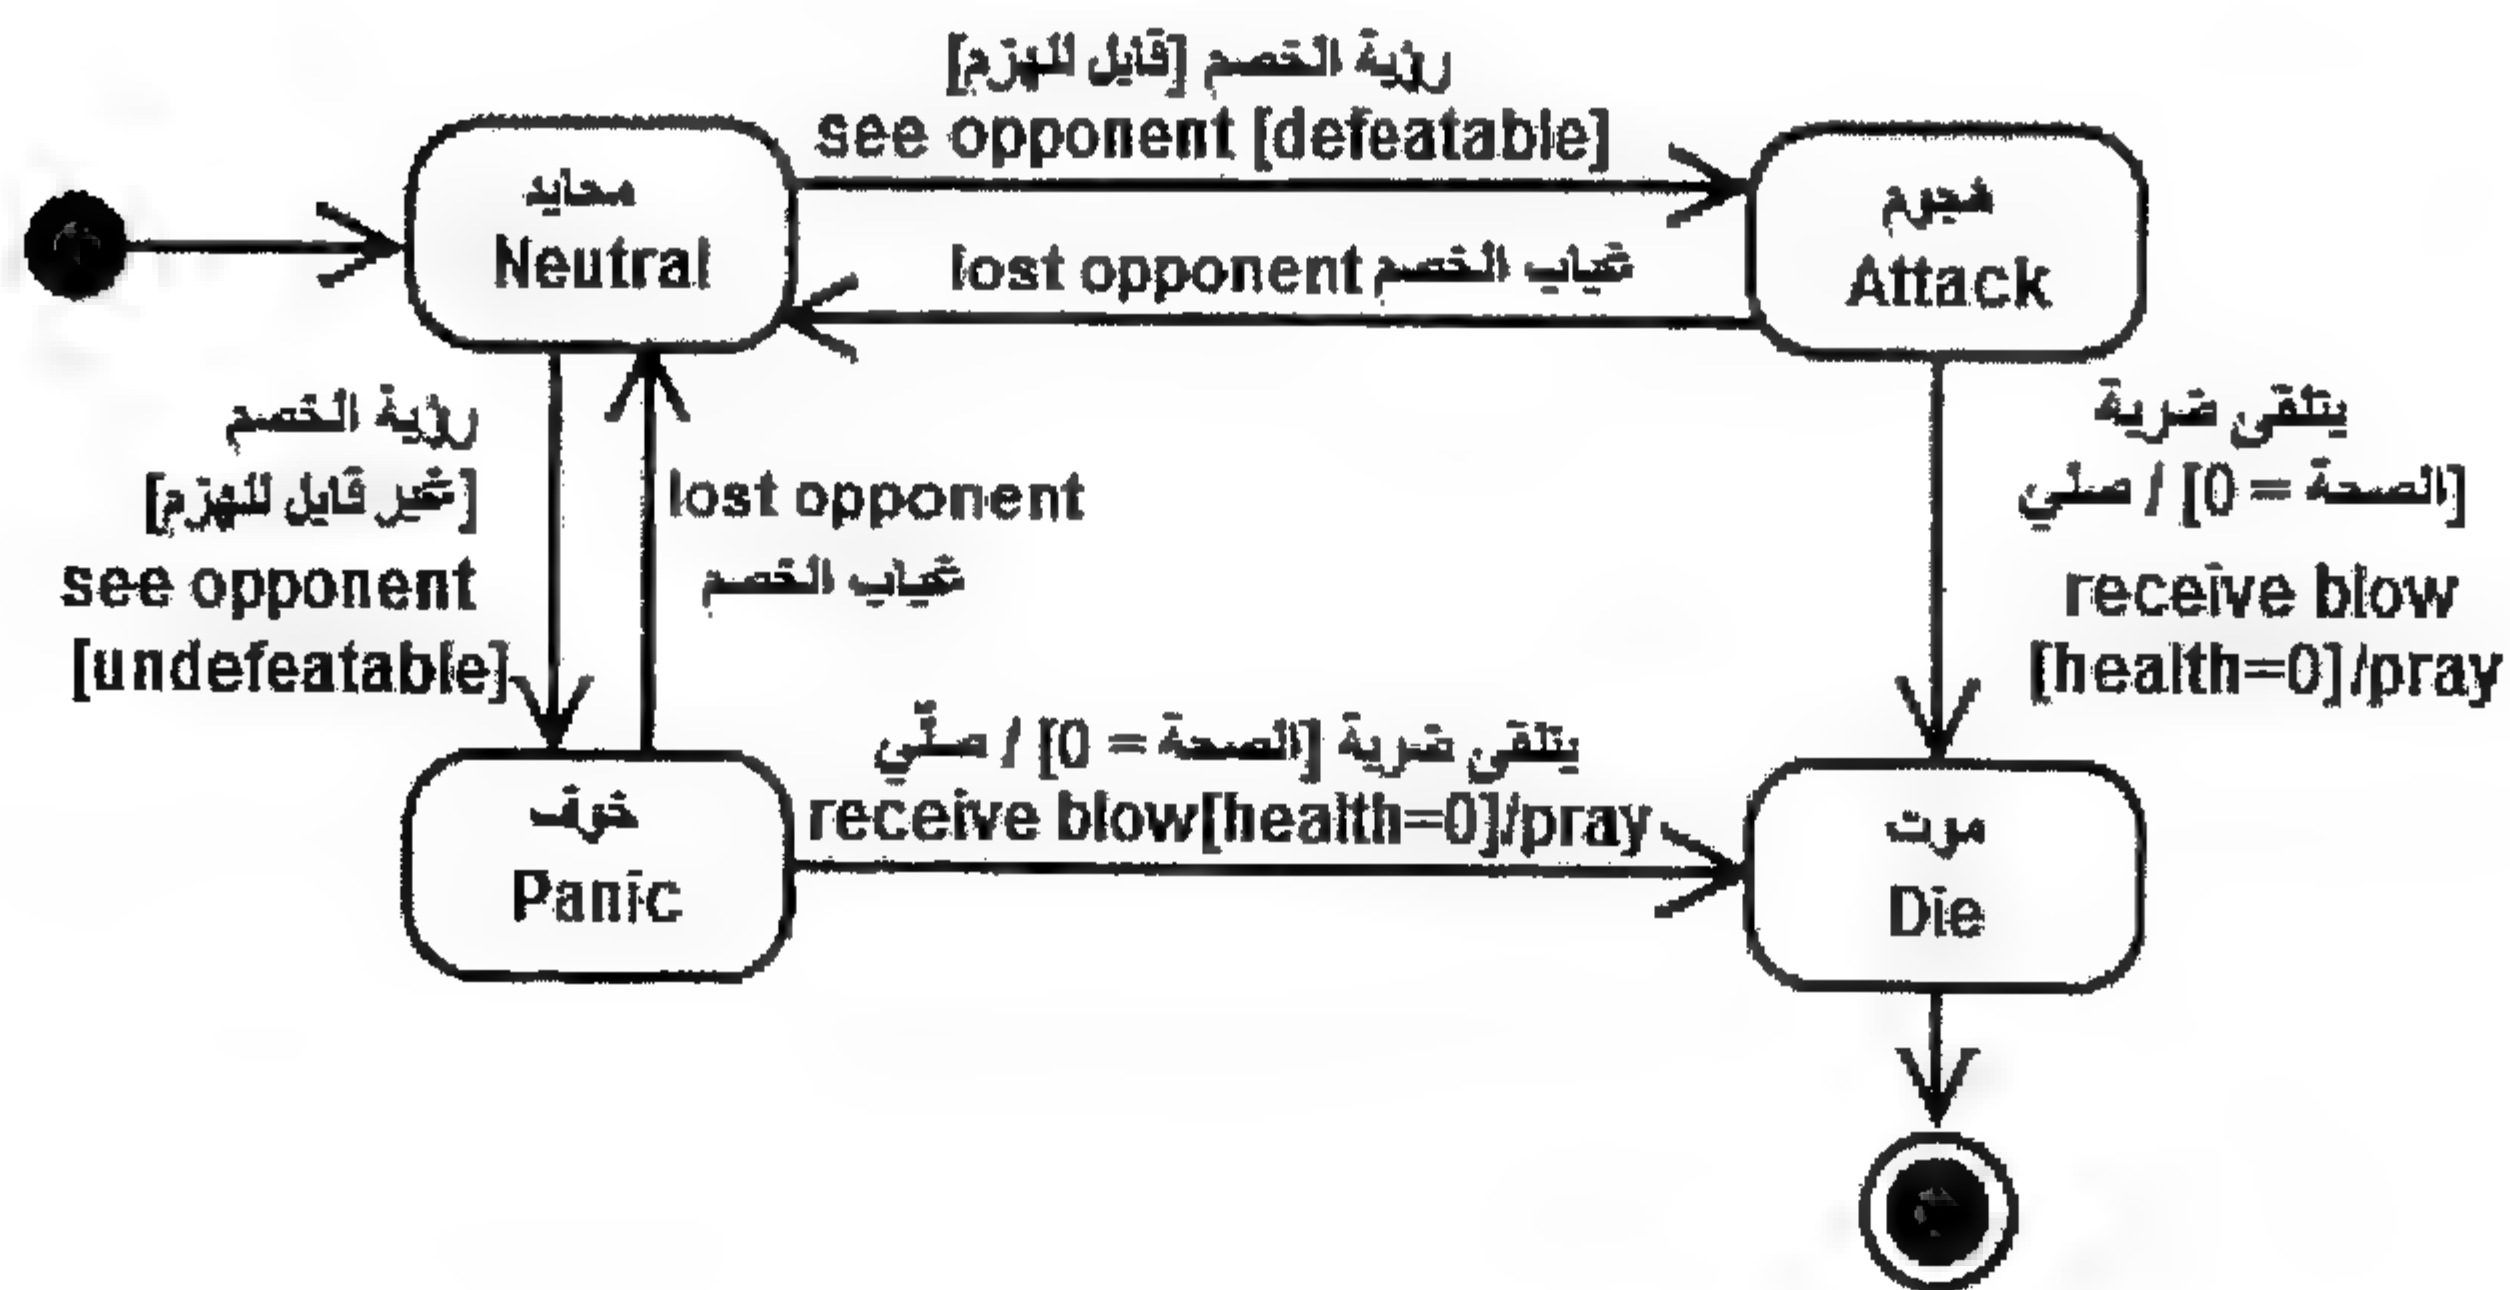 رؤية الخصم [قابل للهزم]
see opponent [defeatable]
محايد
Neutral
هجوم
Attack
lost opponent غياب الخصم
رؤية الخصم
[غير قابل للهزم]
see opponent
[undefeatable]
lost opponent
غياب الخصم
يتلقى ضربة
[الصحة = 0] / صلي
receive blow
[health=0]/pray
يتلقى ضربة [الصحة = 0] / صلّي
receive blow[health=0]/pray
خوف
Panic
موت
Die